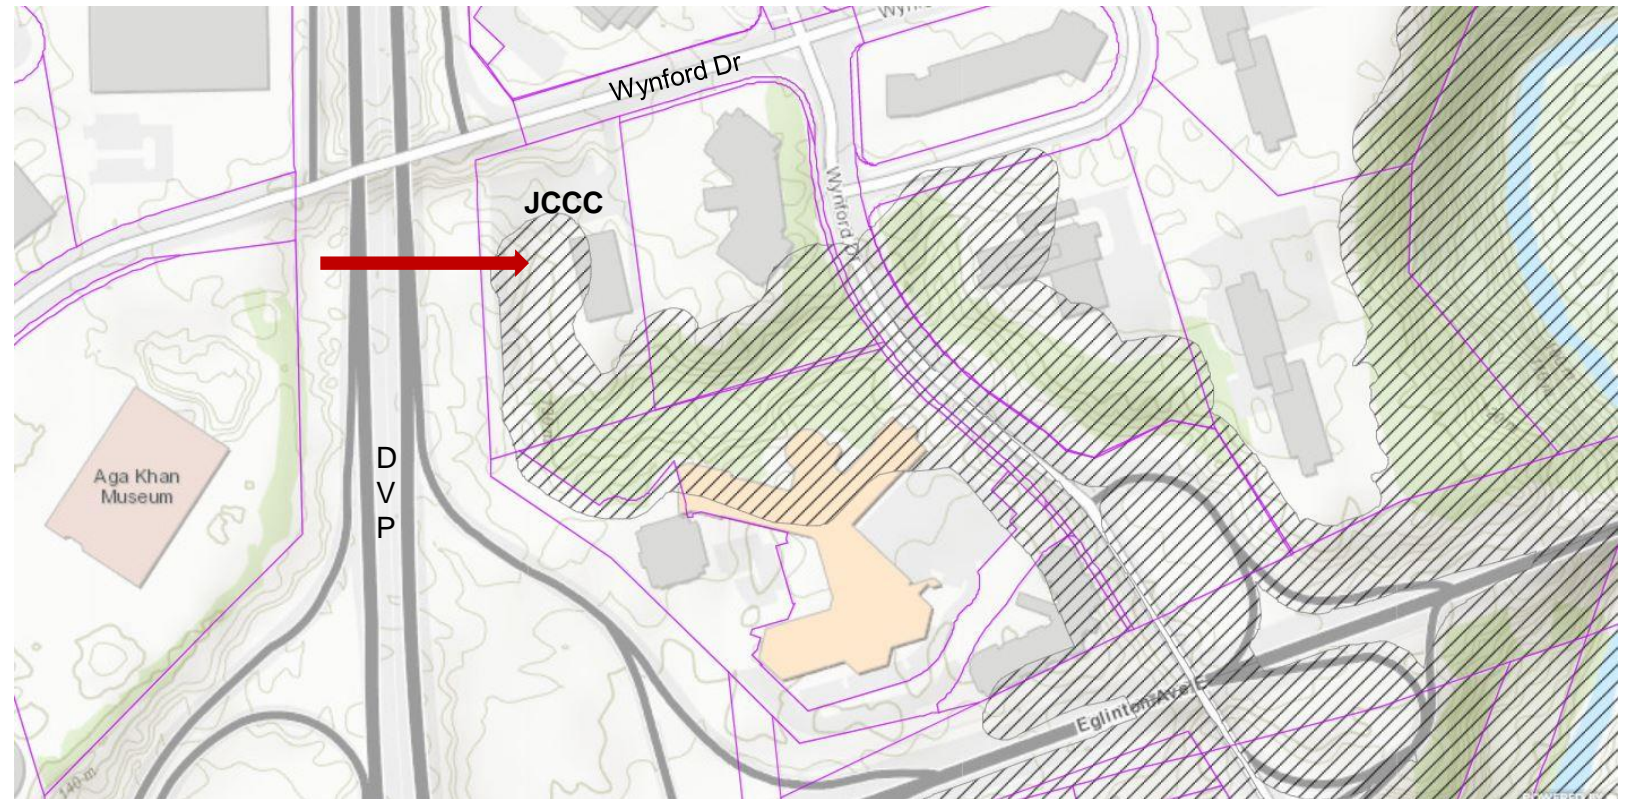 Wynford Dr
Wynford Dr
JCCC
D
V
P
Aga Khan
Museum
Eglinton Ave E
140 m